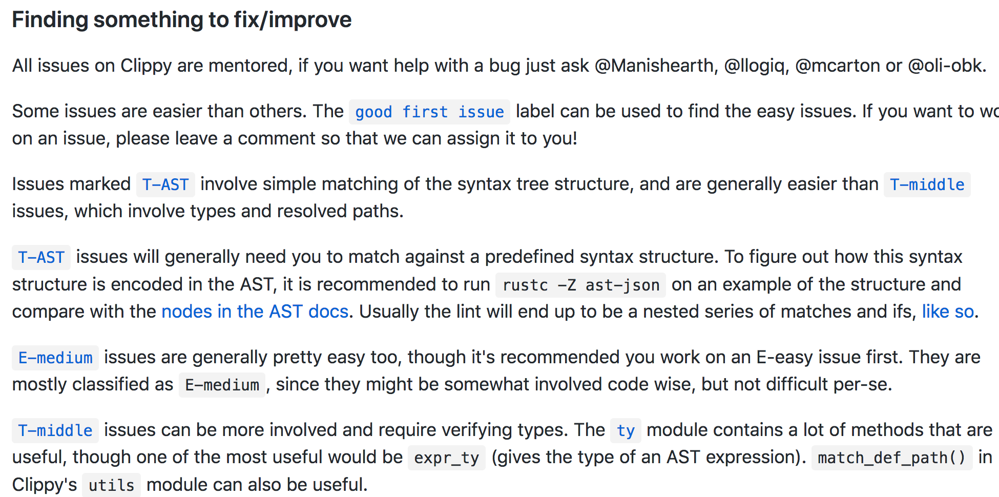 Finding something to fix/improve
All issues on Clippy are mentored, if you want help with a bug just ask @Manishearth, @llogiq, @mcarton or @oli-obk.
Some issues are easier than others. The good first issue label can be used to find the easy issues. If you want to
on an issue, please leave a comment so that we can assign it to you!
Issues marked T-AST involve simple matching of the syntax tree structure, and are generally easier than T-middle
issues, which involve types and resolved paths.
T-AST issues will generally need you to match against a predefined syntax structure. To figure out how this syntax
structure is encoded in the AST, it is recommended to run rustc -Z ast-json on an example of the structure and
compare with the nodes in the AST docs. Usually the lint will end up to be a nested series of matches and ifs, like so.
E-medium issues are generally pretty easy too, though it's recommended you work on an E-easy issue first. They are
mostly classified as E-medium, since they might be somewhat involved code wise, but not difficult per-se.
T-middle issues can be more involved and require verifying types. The ty module contains a lot of methods that are
useful, though one of the most useful would be expr_ty (gives the type of an AST expression). match_def_path() in
Clippy's utils module can also be useful.